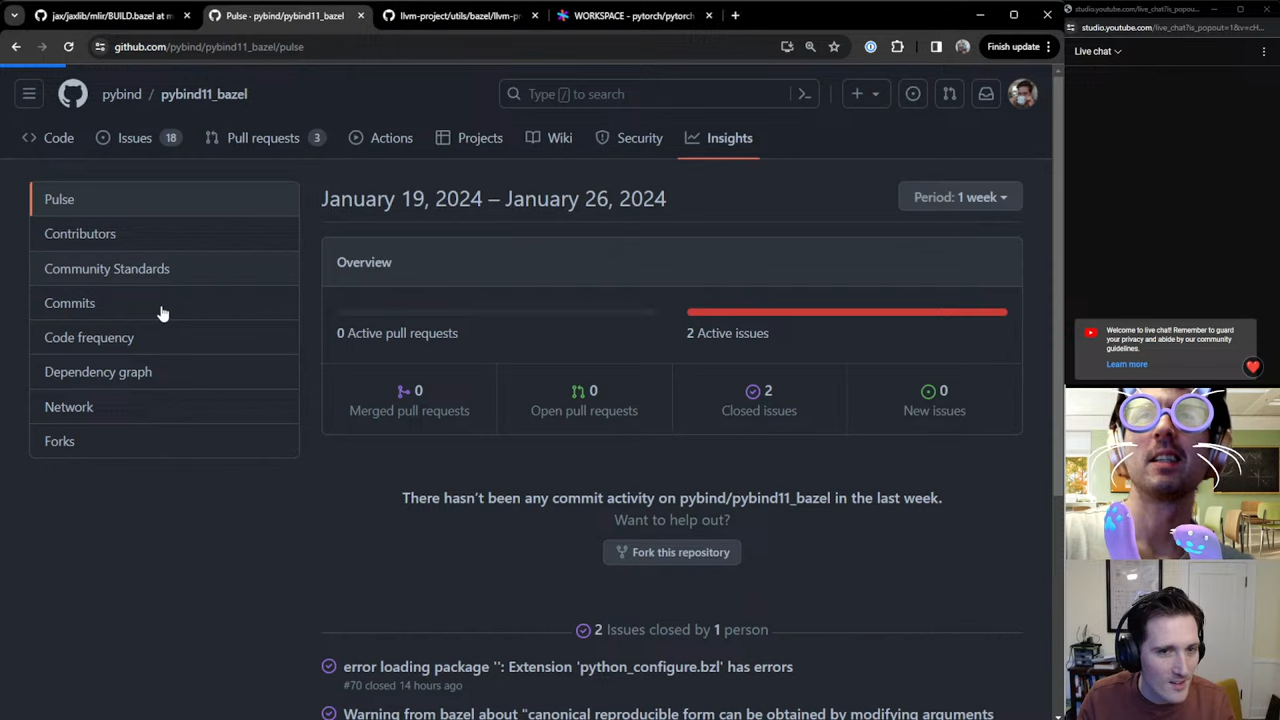 jax/jaxlib/mlir/BUILD.bazel at m
Pulse · pybind/pybind11_bazel
llvm-project/utils/bazel/llvm-p
WORKSPACE - pytorch/pytorch
studio.youtube.com/live_chat?is_popout=1&v=cH
github.com/pybind/pybind11_bazel/pulse
Finish update
Live chat
pybind / pybind11_bazel
Type / to search
Code
Issues 18
Pull requests 3
Actions
Projects
Wiki
Security
Insights
Pulse
Contributors
Community Standards
Commits
Code frequency
Dependency graph
Network
Forks
January 19, 2024 – January 26, 2024
Period: 1 week
Overview
0 Active pull requests
2 Active issues
0
Merged pull requests
0
Open pull requests
2
Closed issues
0
New issues
There hasn't been any commit activity on pybind/pybind11_bazel in the last week.
Want to help out?
Fork this repository
2 Issues closed by 1 person
error loading package '': Extension 'python_configure.bzl' has errors
#70 closed 14 hours ago
Warning from bazel about "canonical reproducible form can be obtained by modifying arguments
Welcome to live chat! Remember to guard
your privacy and abide by our community
guidelines.
Learn more